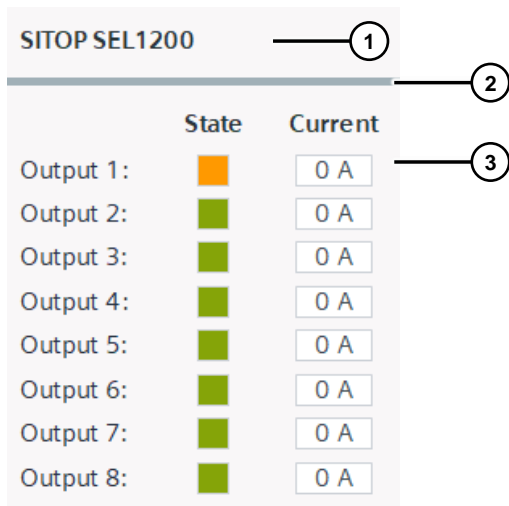 SITOP SEL1200
1
2
State Current
3
Output 1: 0 A
Output 2: 0 A
Output 3: 0 A
Output 4: 0 A
Output 5: 0 A
Output 6: 0 A
Output 7: 0 A
Output 8: 0 A